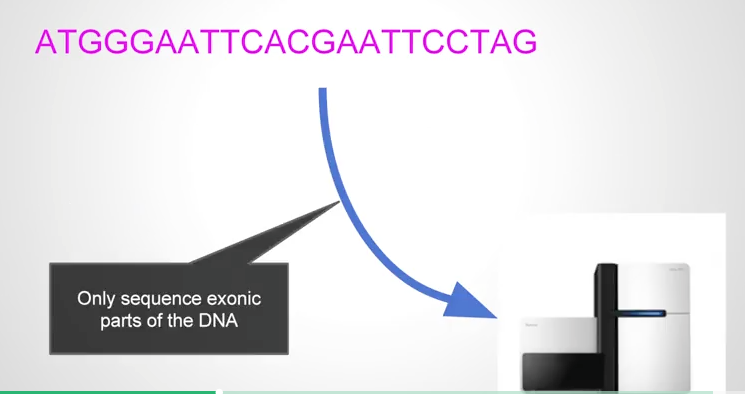 ATGGGAATTCACGAATTCCTAG
Only sequence exonic
parts of the DNA